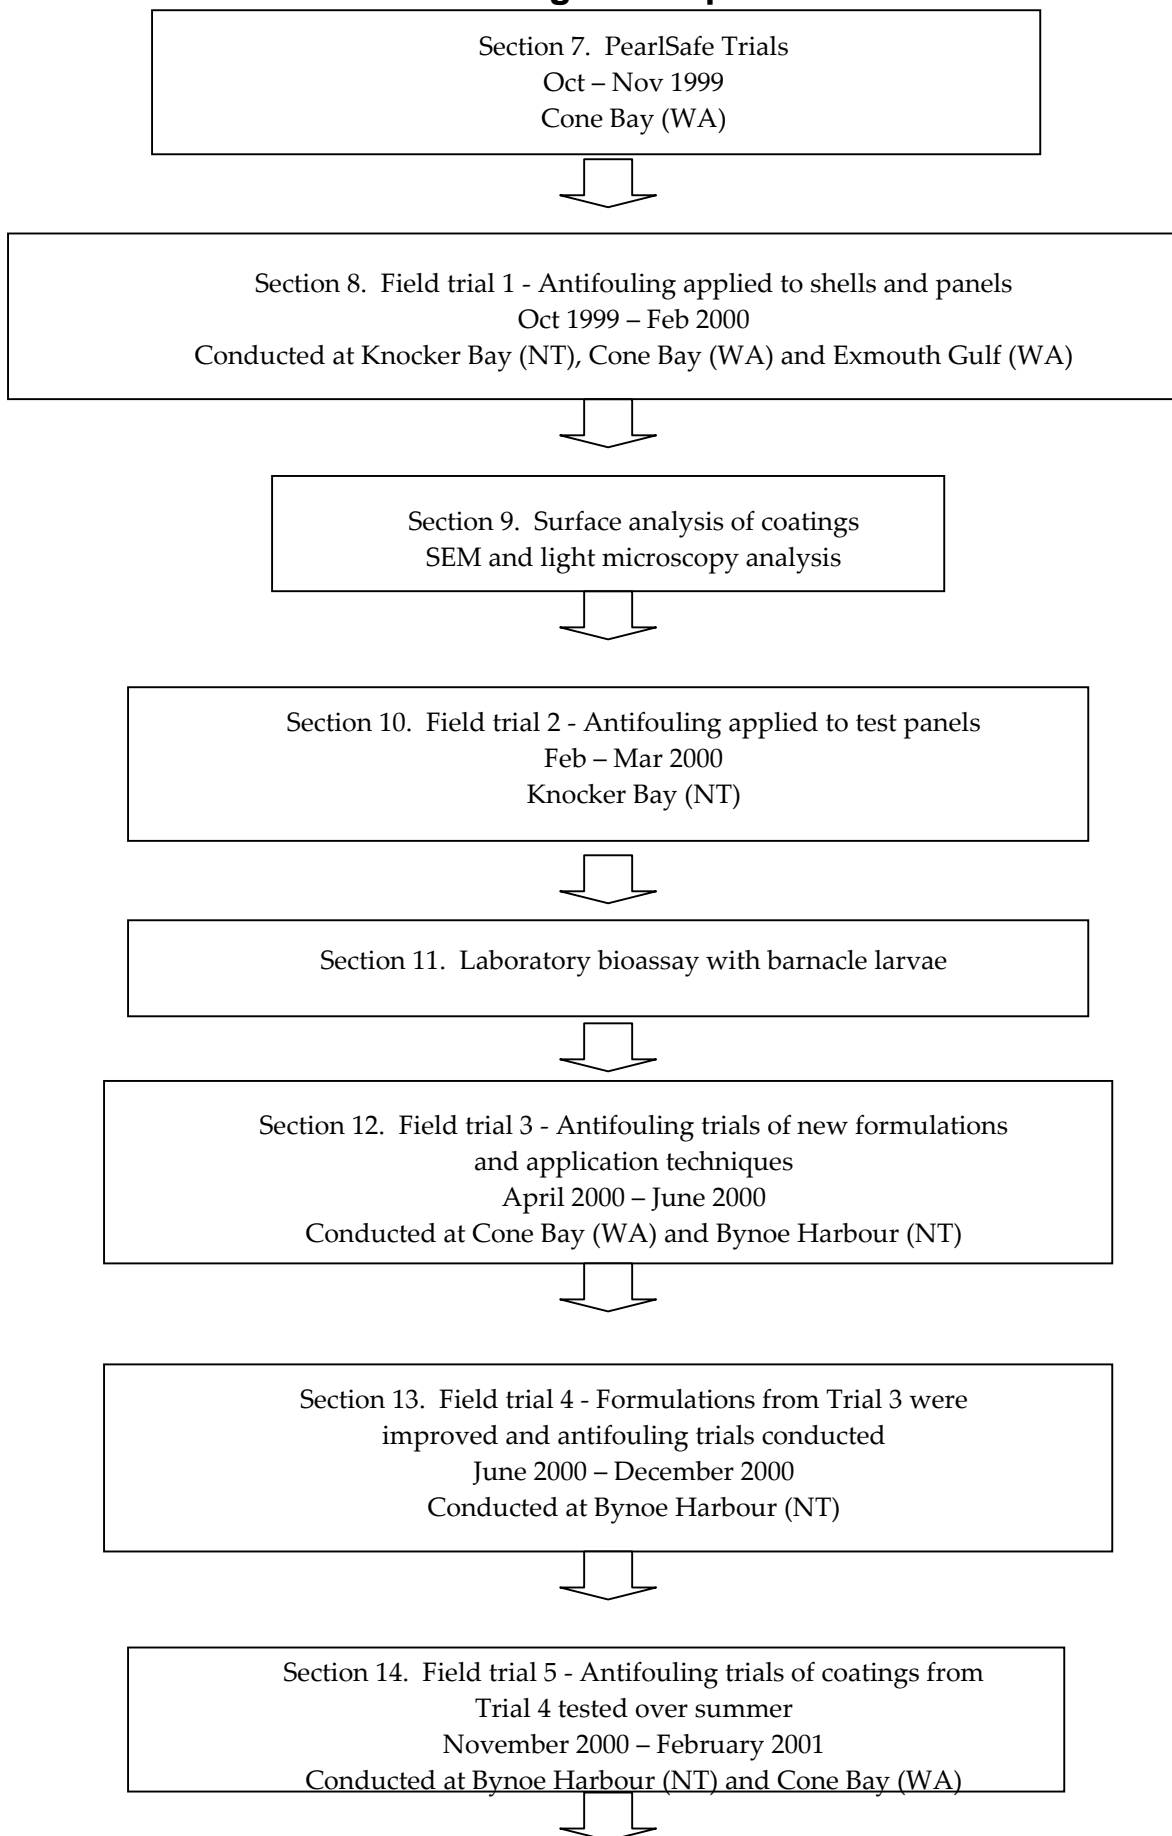 Section 7. PearlSafe Trials
Oct – Nov 1999
Cone Bay (WA)
Section 8. Field trial 1 - Antifouling applied to shells and panels
Oct 1999 – Feb 2000
Conducted at Knocker Bay (NT), Cone Bay (WA) and Exmouth Gulf (WA)
Section 9. Surface analysis of coatings
SEM and light microscopy analysis
Section 10. Field trial 2 - Antifouling applied to test panels
Feb – Mar 2000
Knocker Bay (NT)
Section 11. Laboratory bioassay with barnacle larvae
Section 12. Field trial 3 - Antifouling trials of new formulations
and application techniques
April 2000 – June 2000
Conducted at Cone Bay (WA) and Bynoe Harbour (NT)
Section 13. Field trial 4 - Formulations from Trial 3 were
improved and antifouling trials conducted
June 2000 – December 2000
Conducted at Bynoe Harbour (NT)
Section 14. Field trial 5 - Antifouling trials of coatings from
Trial 4 tested over summer
November 2000 – February 2001
Conducted at Bynoe Harbour (NT) and Cone Bay (WA)